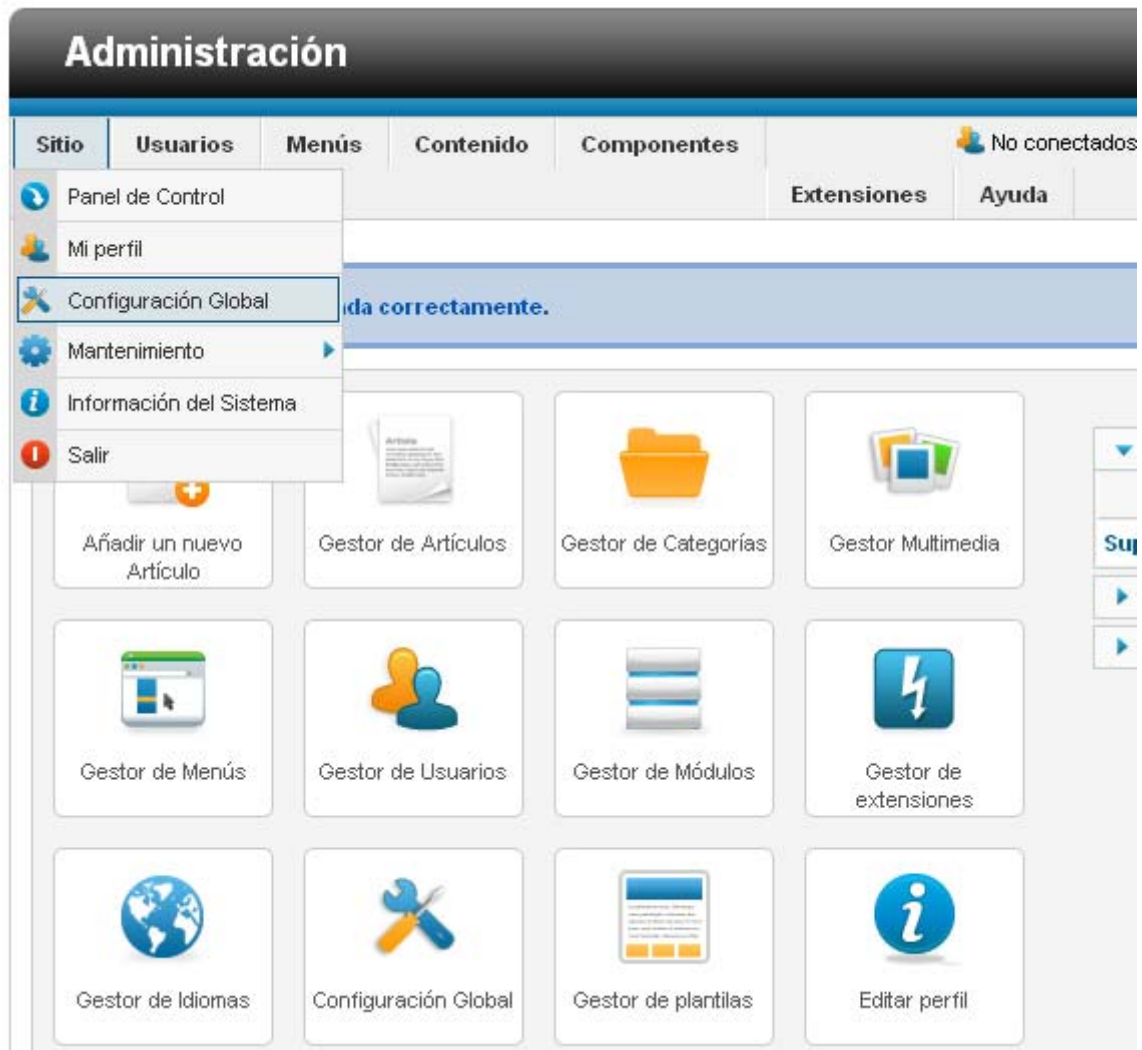 Administración
Sitio Usuarios Menús Contenido Componentes No conectados
Extensiones Ayuda
Panel de Control
Mi perfil
Configuración Global
correctamente.
Mantenimiento
Información del Sistema
Salir
Añadir un nuevo
Artículo
Gestor de Artículos
Gestor de Categorías
Gestor Multimedia
Gestor de Menús
Gestor de Usuarios
Gestor de Módulos
Gestor de
extensiones
Gestor de Idiomas
Configuración Global
Gestor de plantilas
Editar perfil